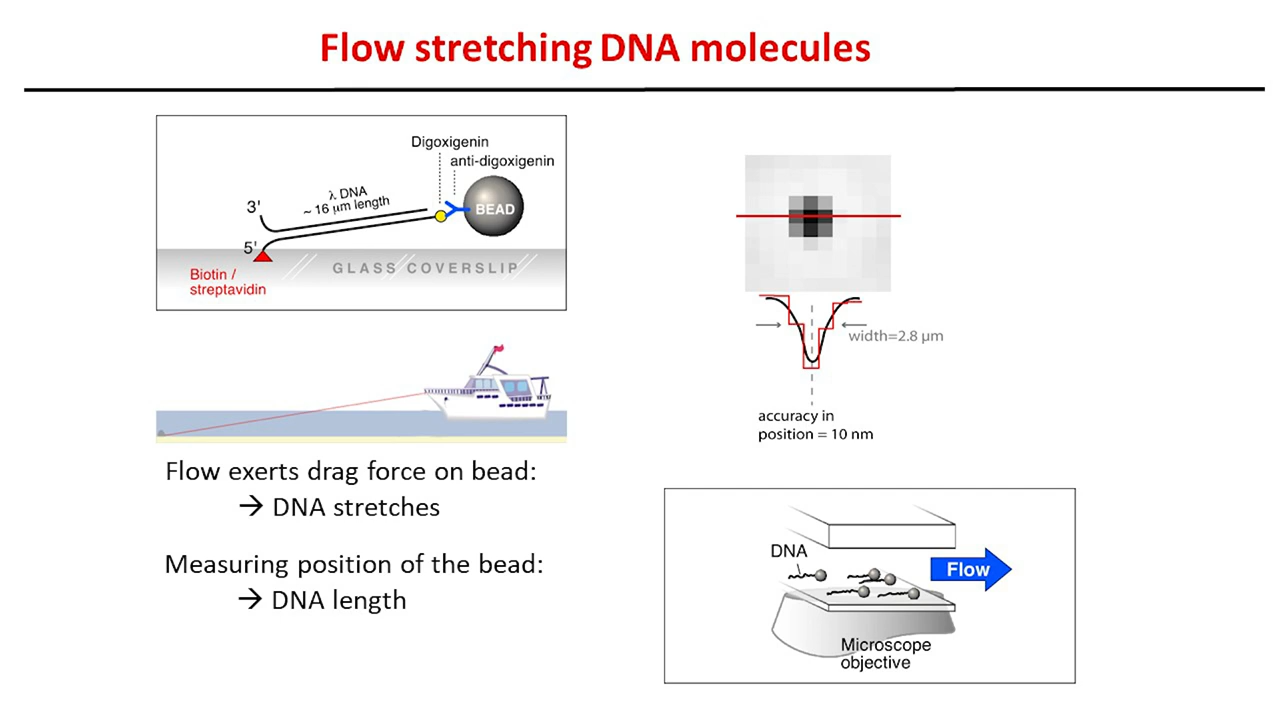 Flow stretching DNA molecules
Digoxigenin
anti-digoxigenin
λ DNA
~ 16 μm length
3'
BEAD
5'
GLASS COVERSLIP
Biotin /
streptavidin
width=2.8 μm
accuracy in
position = 10 nm
Flow exerts drag force on bead:
→ DNA stretches
Measuring position of the bead:
→ DNA length
DNA
Flow
Microscope
objective